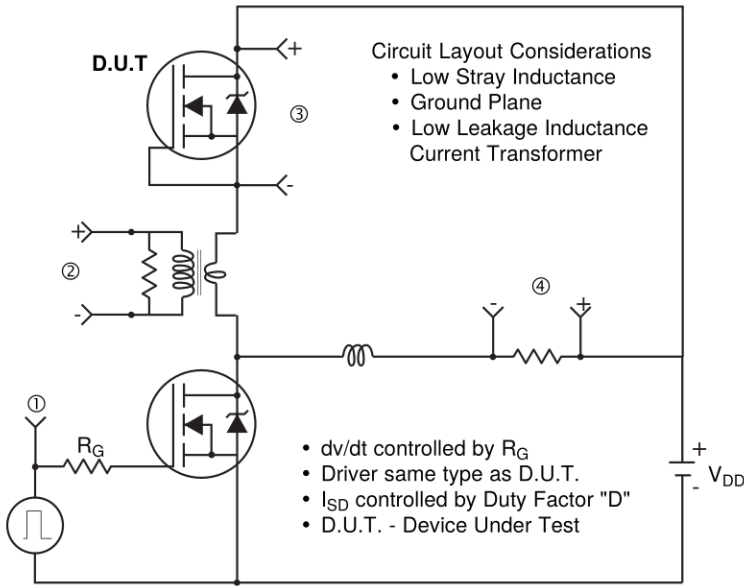 D.U.T
+
③
-
Circuit Layout Considerations
• Low Stray Inductance
• Ground Plane
• Low Leakage Inductance
Current Transformer
+
②
-
④
-
+
①
R_G
• dv/dt controlled by R_G
• Driver same type as D.U.T.
• I_SD controlled by Duty Factor "D"
• D.U.T. - Device Under Test
+
V_DD
-